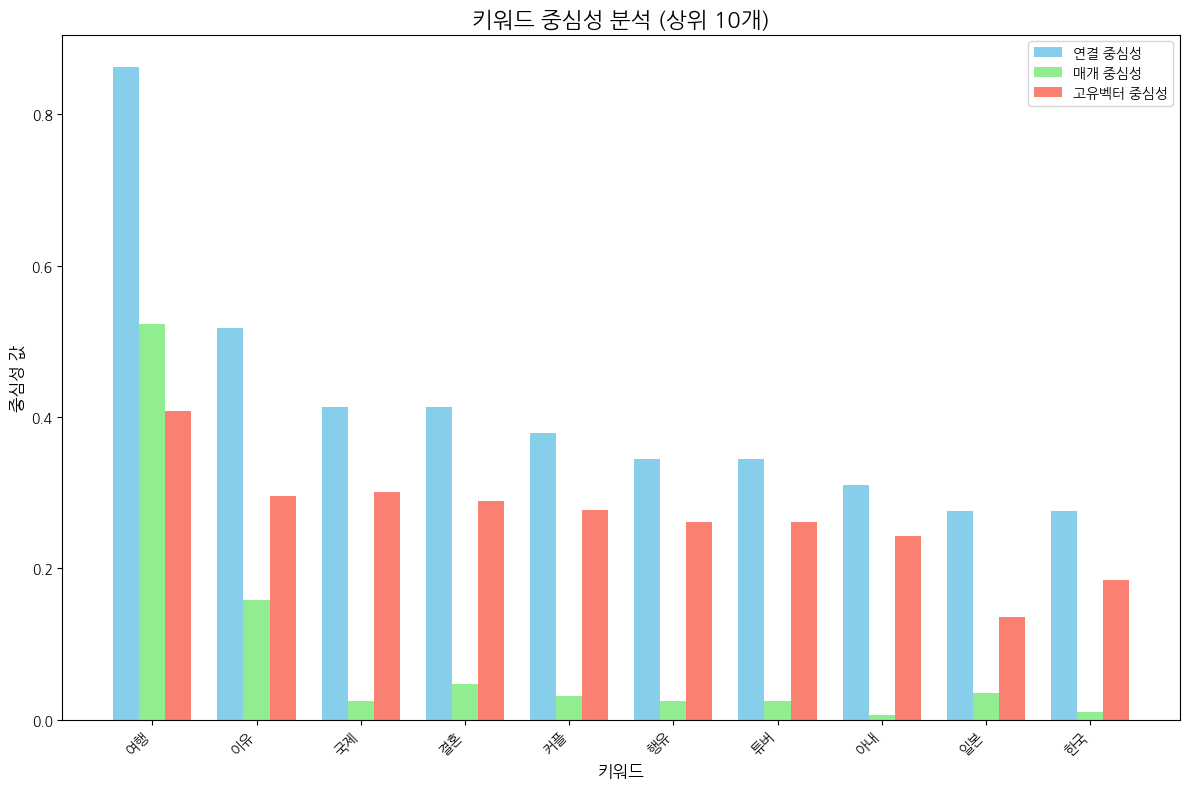 키워드 중심성 분석 (상위 10개)
연결 중심성
매개 중심성
고유벡터 중심성
중심성 값
0.8
0.6
0.4
0.2
0.0
여행
이유
국제
결혼
커플
행유
튜버
아내
일본
한국
키워드